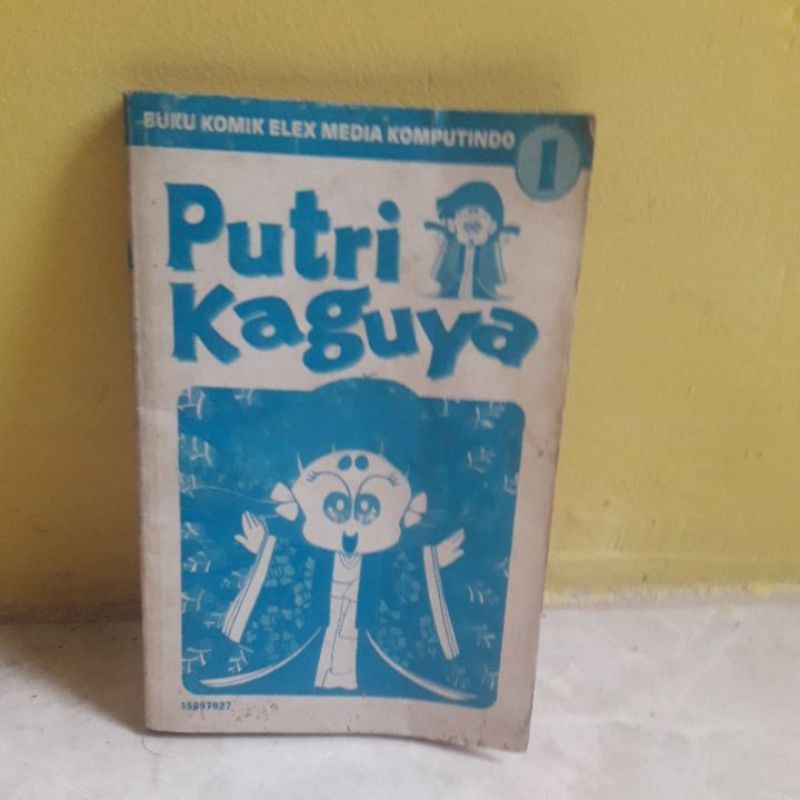 BUKU KOMIK ELEX MEDIA KOMPUTINDO
1
Putri
Kaguya